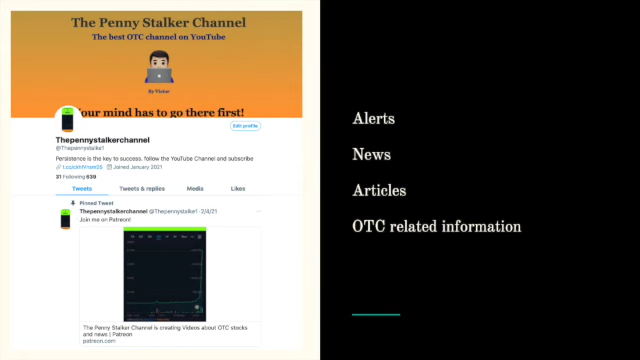 The Penny Stalker Channel
The best OTC channel on YouTube
By Victor
Your mind has to go there first!
Edit profile
Thepennystalkerchannel
@Thepennystalke1
Persistence is the key to success, follow the YouTube Channel and subscribe
Joined January 2021
31 Following 639
Tweets Tweets & replies Media Likes
Pinned Tweet
Thepennystalkerchannel @Thepennystalke1 · 2/4/21
Join me on Patreon!
The Penny Stalker Channel is creating Videos about OTC stocks
and news | Patreon
patreon.com
Alerts
News
Articles
OTC related information